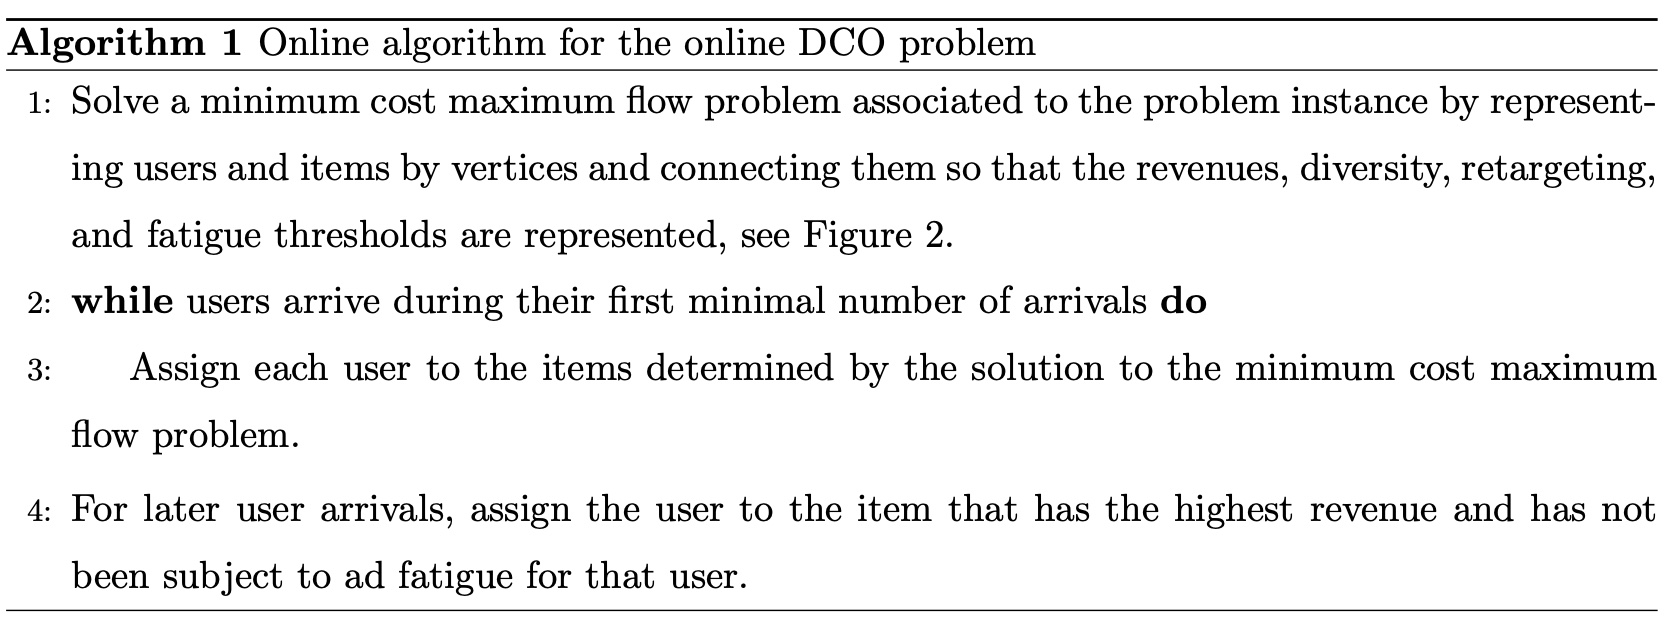 Algorithm 1 Online algorithm for the online DCO problem
1: Solve a minimum cost maximum flow problem associated to the problem instance by represent-
ing users and items by vertices and connecting them so that the revenues, diversity, retargeting,
and fatigue thresholds are represented, see Figure 2.
2: while users arrive during their first minimal number of arrivals do
3: Assign each user to the items determined by the solution to the minimum cost maximum
flow problem.
4: For later user arrivals, assign the user to the item that has the highest revenue and has not
been subject to ad fatigue for that user.